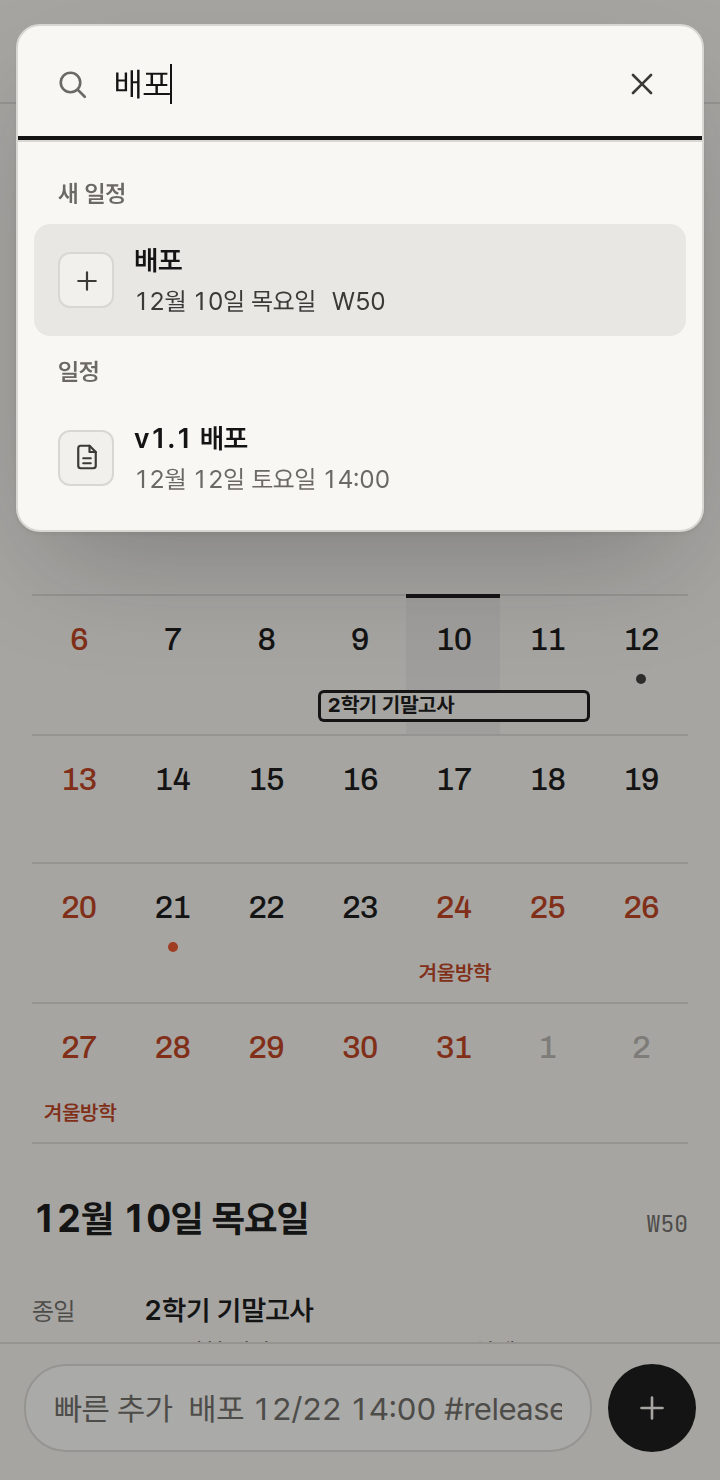 배포
새 일정
배포
12월 10일 목요일 W50
일정
v1.1 배포
12월 12일 토요일 14:00
6 7 8 9 10 11 12
2학기 기말고사
13 14 15 16 17 18 19
20 21 22 23 24 25 26
겨울방학
27 28 29 30 31 1 2
겨울방학
12월 10일 목요일 W50
종일 2학기 기말고사
빠른 추가 배포 12/22 14:00 #release